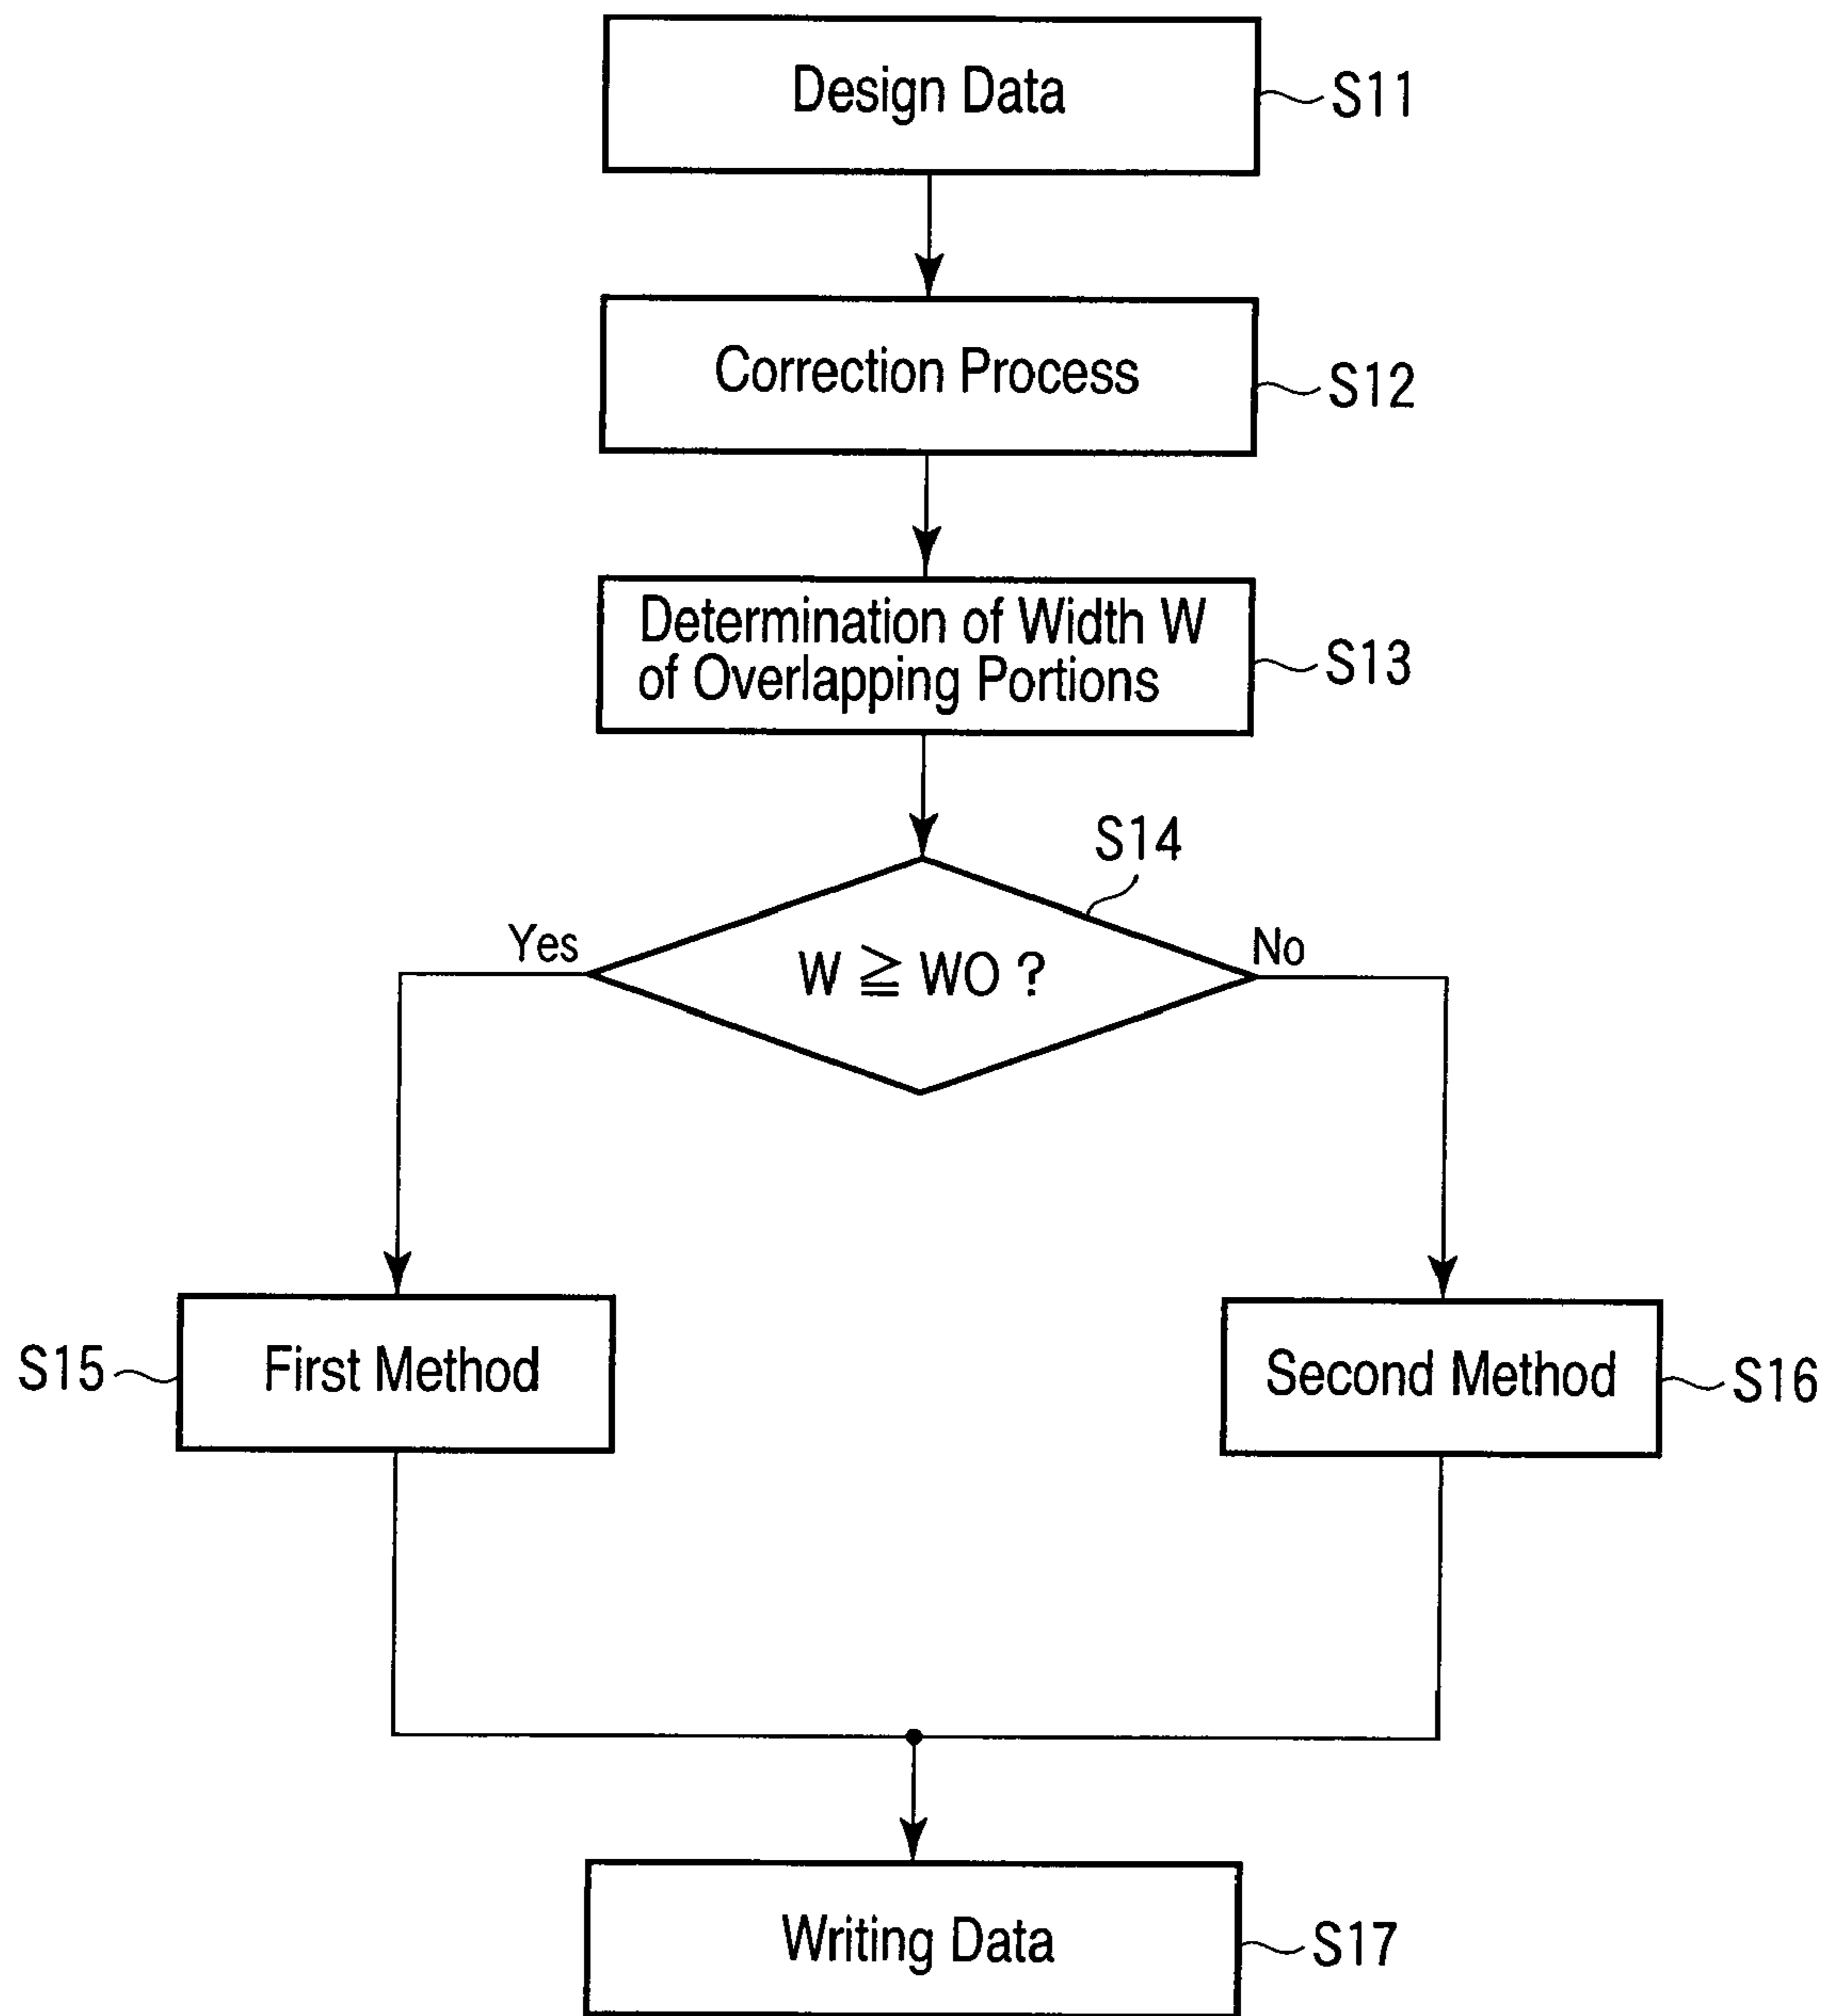 Design Data
S11
Correction Process
S12
Determination of Width W
of Overlapping Portions
S13
S14
Yes
W ≧ WO ?
No
S15
First Method
Second Method
S16
Writing Data
S17